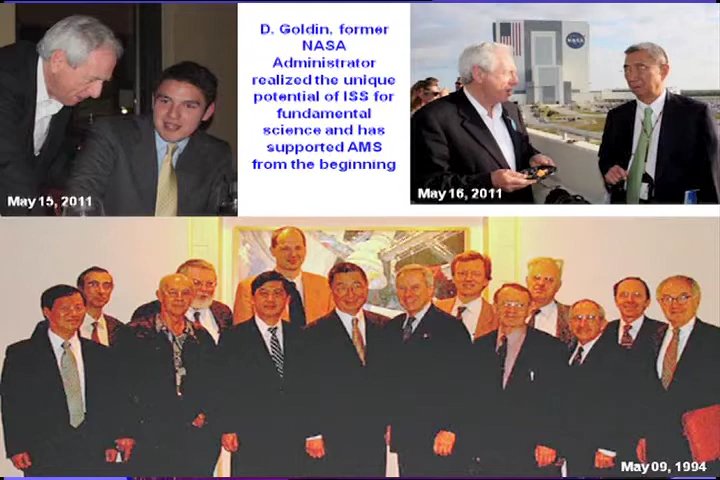 D. Goldin, former
NASA
Administrator
realized the unique
potential of ISS for
fundamental
science and has
supported AMS
from the beginning
May 15, 2011
NASA
May 16, 2011
May 09, 1994